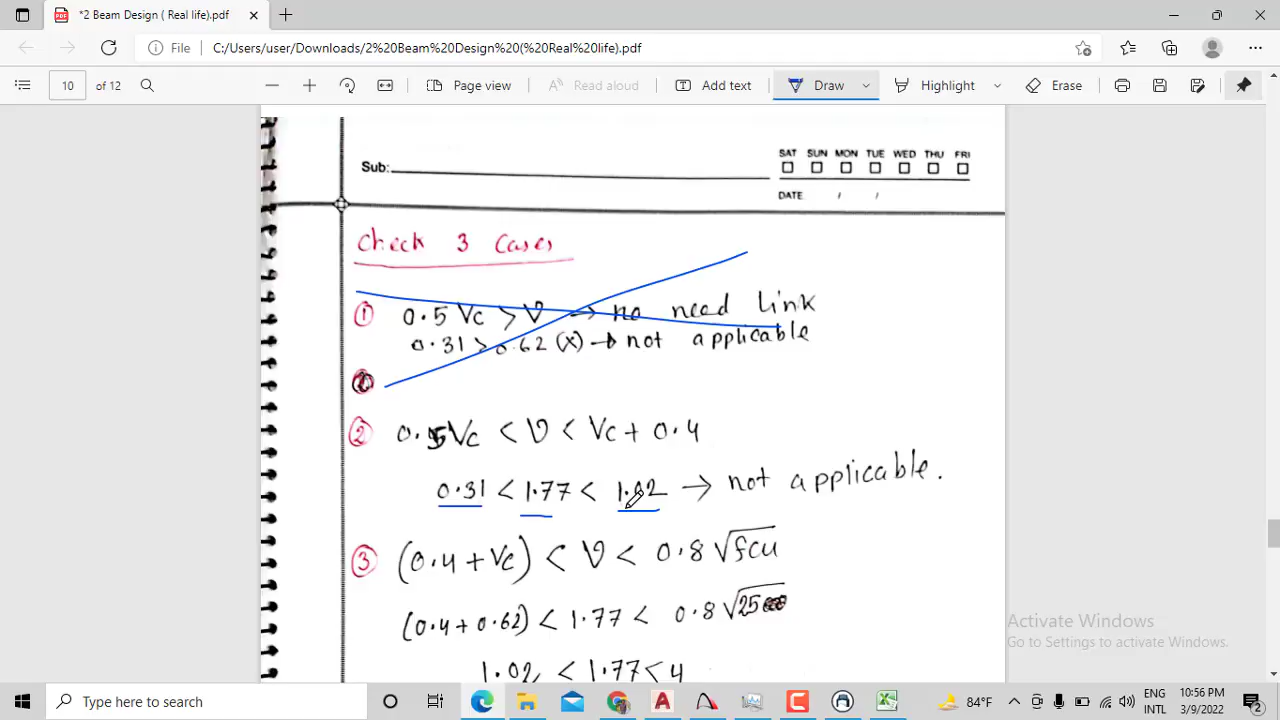 *2 Beam Design ( Real life).pdf
File C:/Users/user/Downloads/2%20Beam%20Design%20(%20Real%20life).pdf
10 of 12 Page view Read aloud Add text Draw Highlight Erase
SAT SUN MON TUE WED THU FRI
Sub:
DATE / /
Check 3 Cases
① 0.5 Vc > V → no need Link
0.31 > 0.62 (x) → not applicable
② 0.5Vc < V < Vc + 0.4
0.31 < 1.77 < 1.02 → not applicable.
③ (0.4 + Vc) < V < 0.8 √fcu
(0.4 + 0.62) < 1.77 < 0.8 √25
1.02 < 1.77 < 4
Activate Windows
Go to Settings to activate Windows.
Type here to search
84°F
ENG
INTL
10:56 PM
3/9/2022